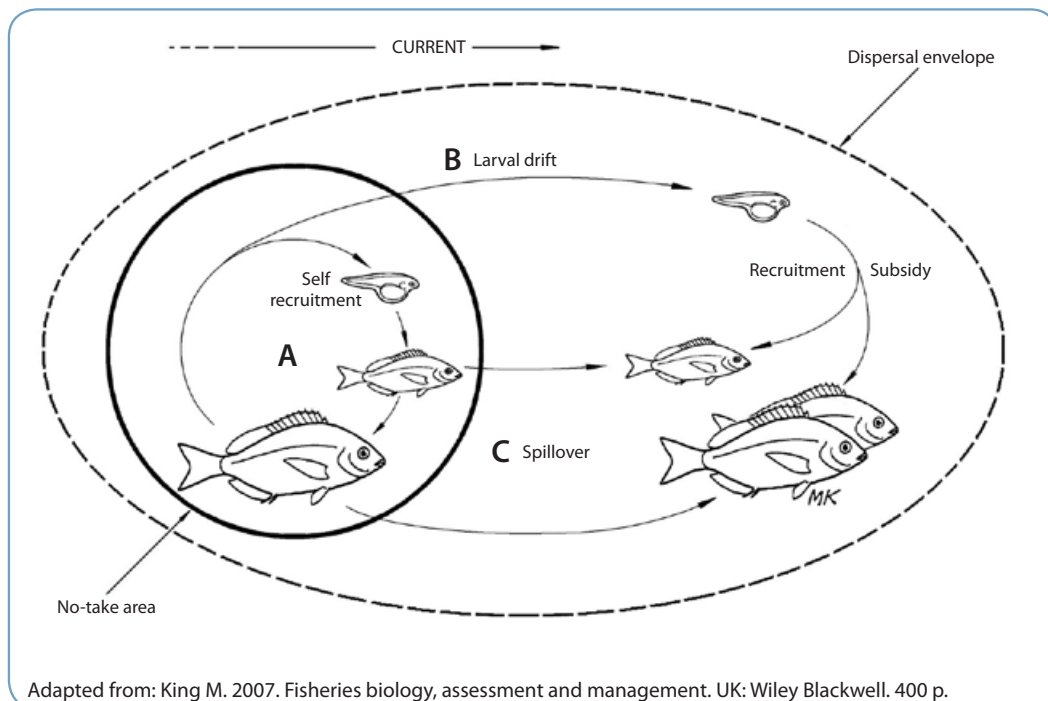 CURRENT
Dispersal envelope
B Larval drift
Self
recruitment
Recruitment Subsidy
A
C Spillover
MK
No-take area
Adapted from: King M. 2007. Fisheries biology, assessment and management. UK: Wiley Blackwell. 400 p.